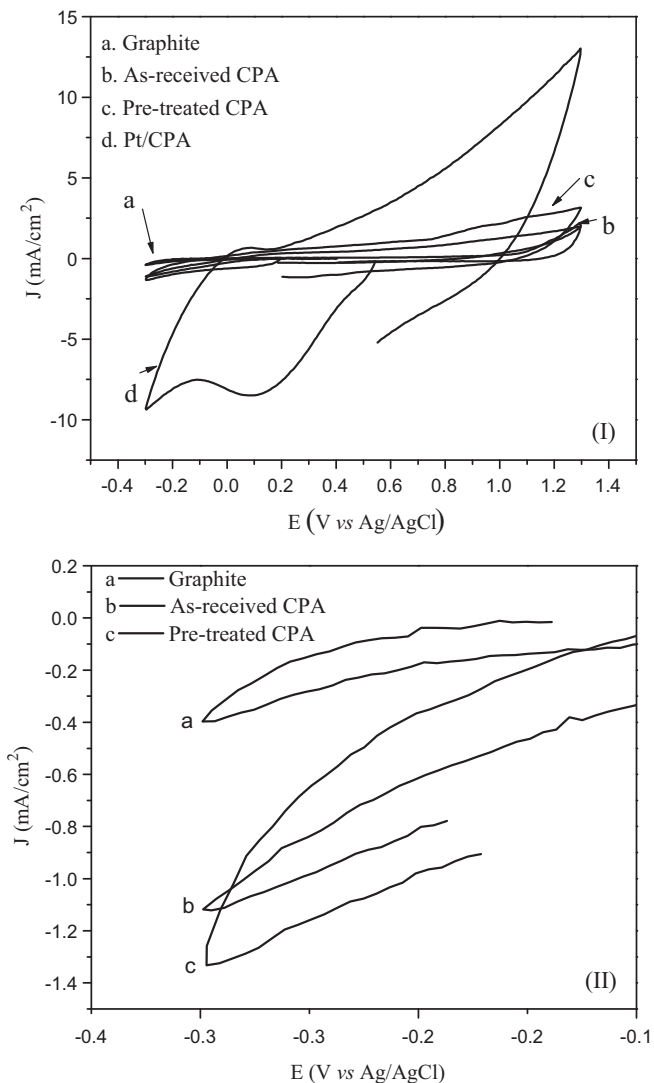 15
a. Graphite
b. As-received CPA
c. Pre-treated CPA
d. Pt/CPA
10
5
0
-5
-10
J (mA/cm²)
a
c
b
d
(I)
-0.4 -0.2 0.0 0.2 0.4 0.6 0.8 1.0 1.2 1.4
E (V vs Ag/AgCl)
0.2
a Graphite
b As-received CPA
c Pre-treated CPA
0.0
-0.2
-0.4
-0.6
-0.8
-1.0
-1.2
-1.4
J (mA/cm²)
a
b
c
(II)
-0.4 -0.3 -0.3 -0.2 -0.2 -0.1
E (V vs Ag/AgCl)